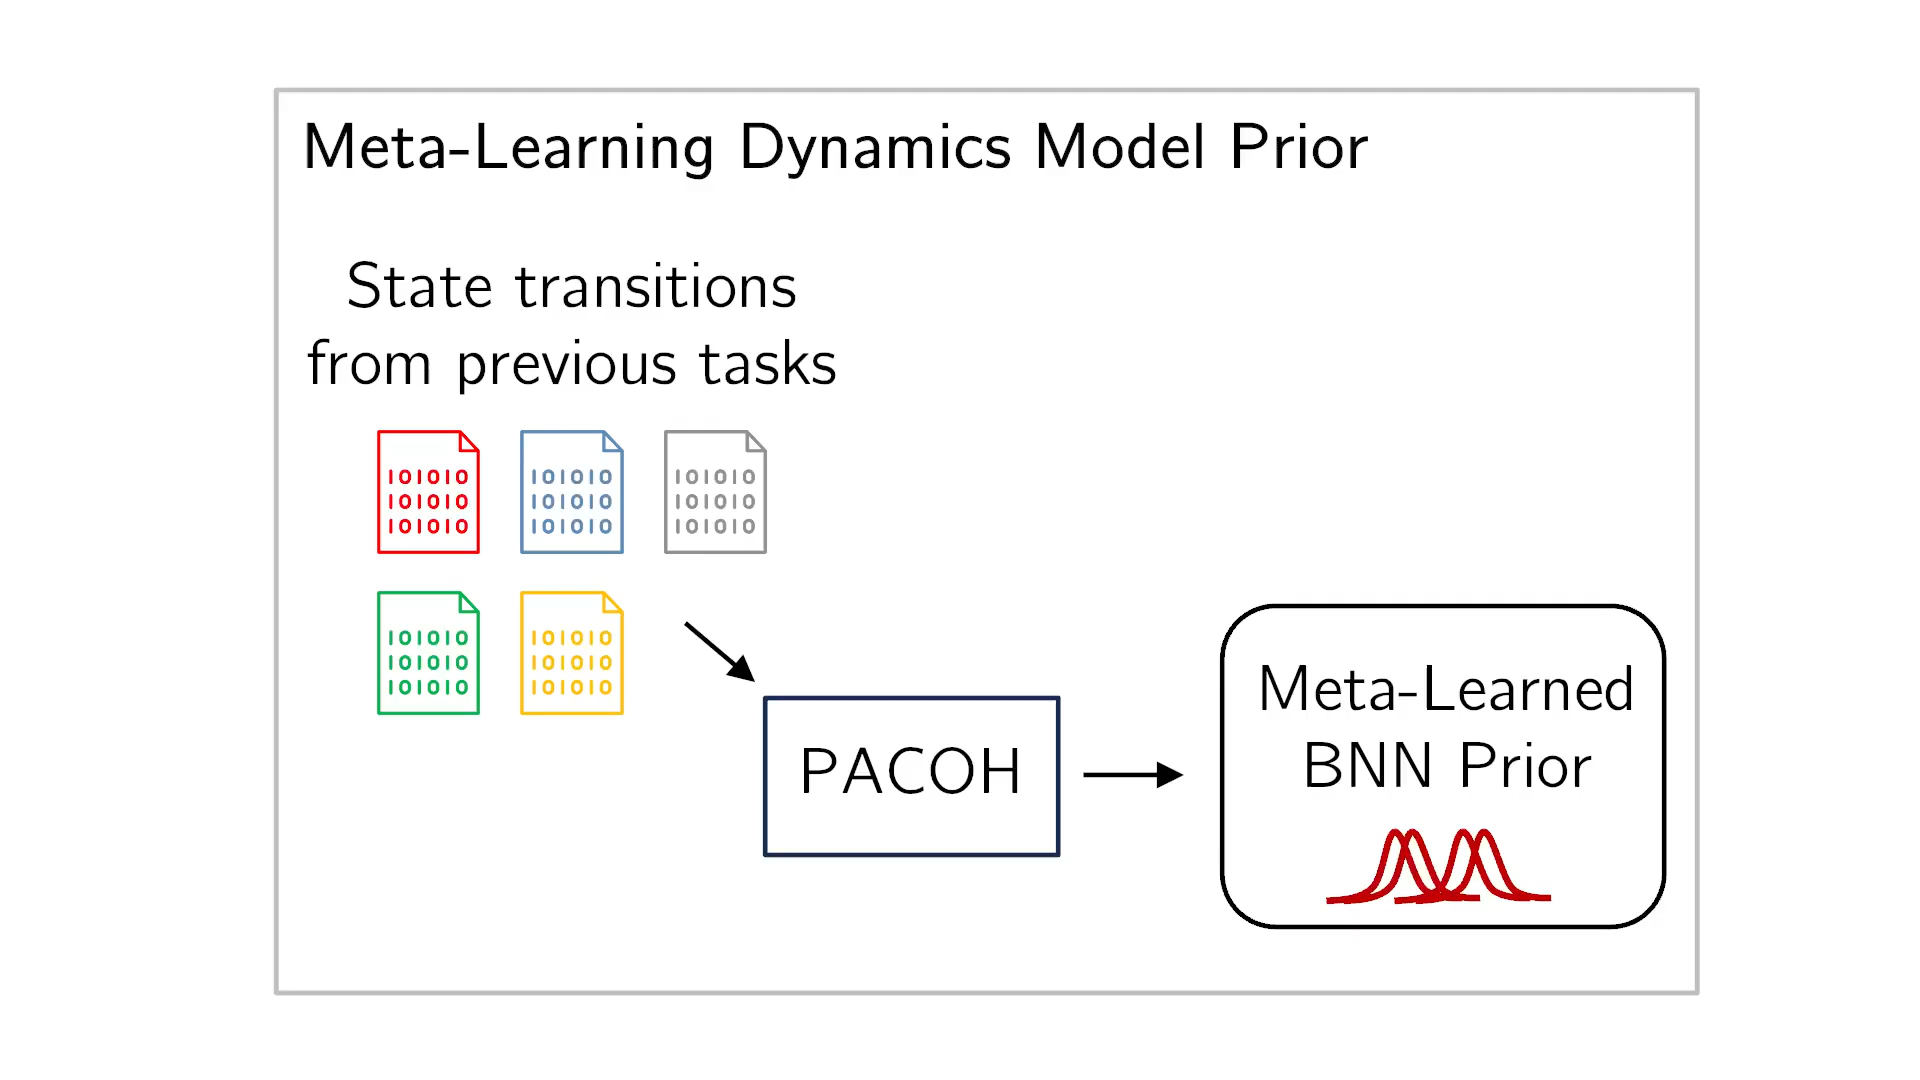 Meta-Learning Dynamics Model Prior
State transitions
from previous tasks
101010 101010 101010
101010 101010 101010
101010 101010 101010
101010 101010
101010 101010
101010 101010
PACOH
Meta-Learned
BNN Prior